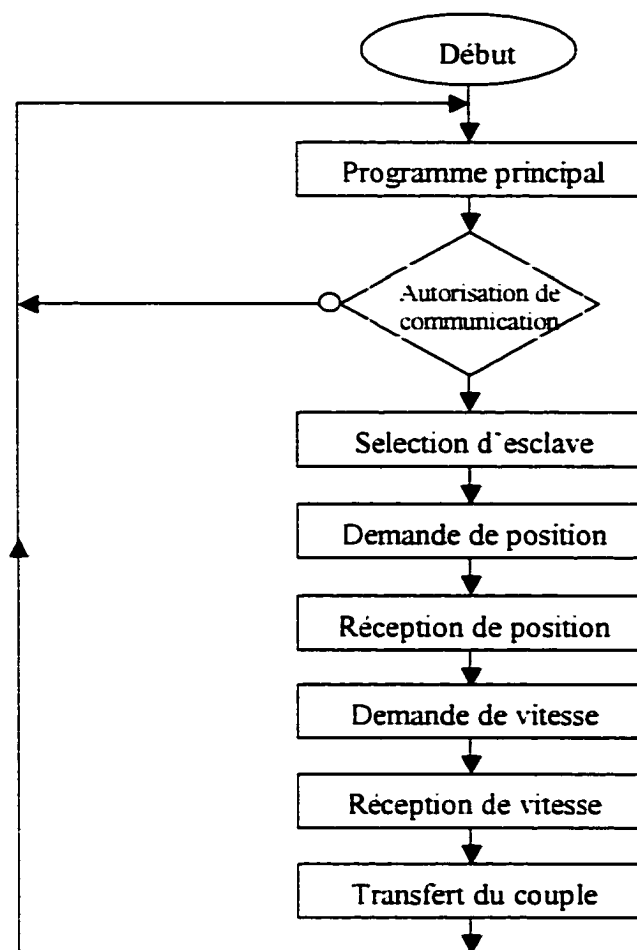 Début
Programme principal
Autorisation de
communication
Selection d'esclave
Demande de position
Réception de position
Demande de vitesse
Réception de vitesse
Transfert du couple